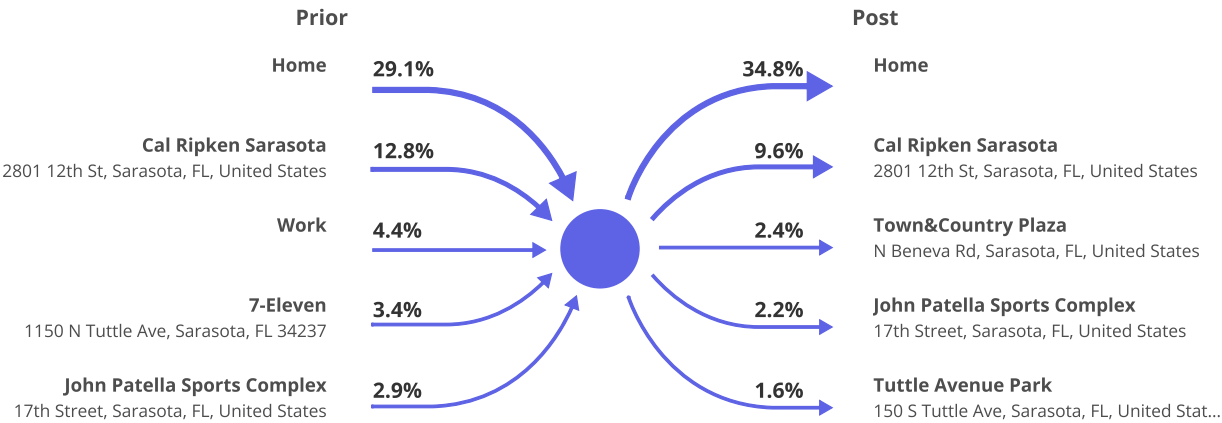 Prior
Post
Home
29.1%
34.8%
Home
Cal Ripken Sarasota
2801 12th St, Sarasota, FL, United States
12.8%
9.6%
Cal Ripken Sarasota
2801 12th St, Sarasota, FL, United States
Work
4.4%
2.4%
Town&Country Plaza
N Beneva Rd, Sarasota, FL, United States
7-Eleven
1150 N Tuttle Ave, Sarasota, FL 34237
3.4%
2.2%
John Patella Sports Complex
17th Street, Sarasota, FL, United States
John Patella Sports Complex
17th Street, Sarasota, FL, United States
2.9%
1.6%
Tuttle Avenue Park
150 S Tuttle Ave, Sarasota, FL, United Stat...